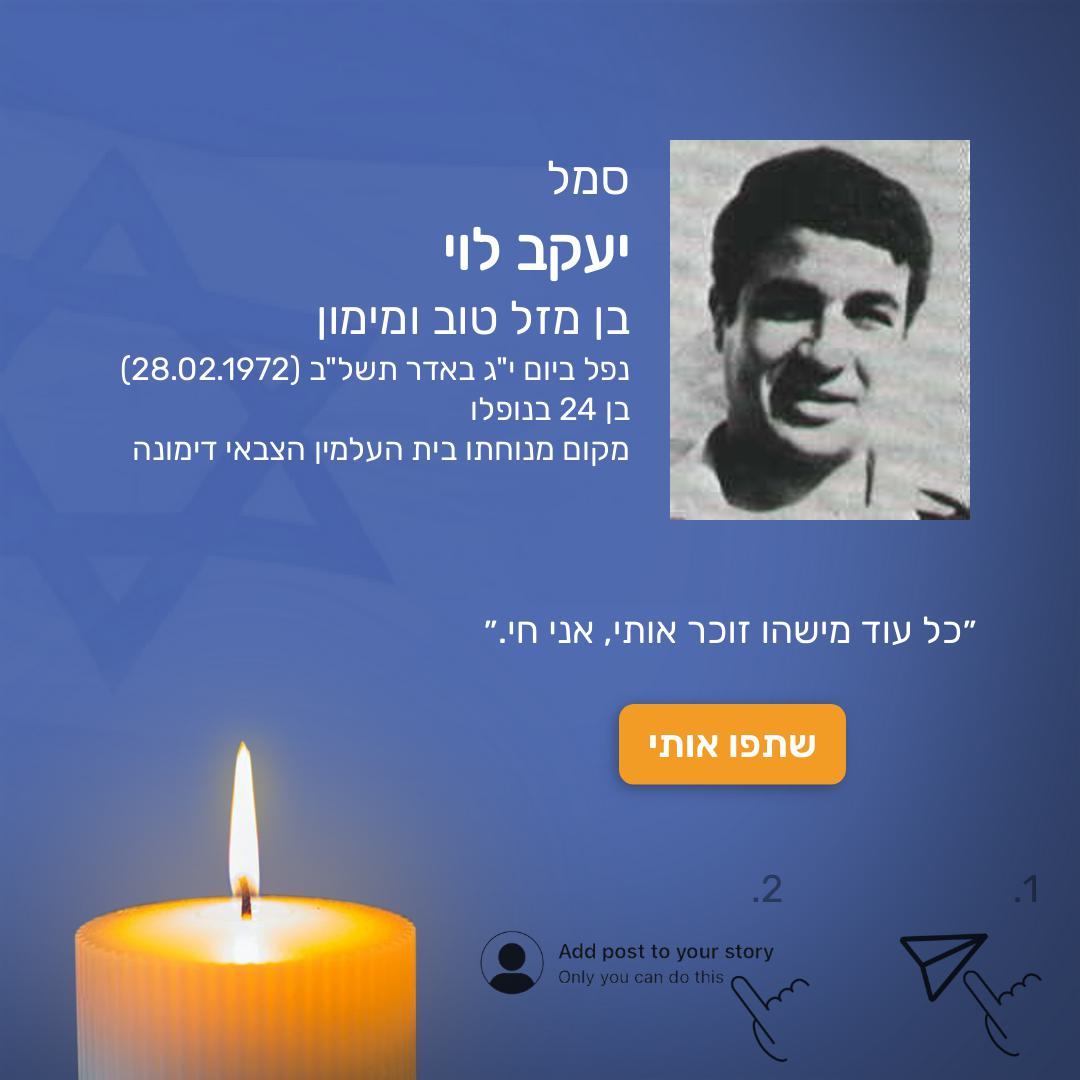 סמל
יעקב לוי
בן מזל טוב ומימון
נפל ביום י"ג באדר תשל"ב (28.02.1972)
בן 24 בנופלו
מקום מנוחתו בית העלמין הצבאי דימונה
״כל עוד מישהו זוכר אותי, אני חי.״
שתפו אותי
.1
.2
Add post to your story
Only you can do this